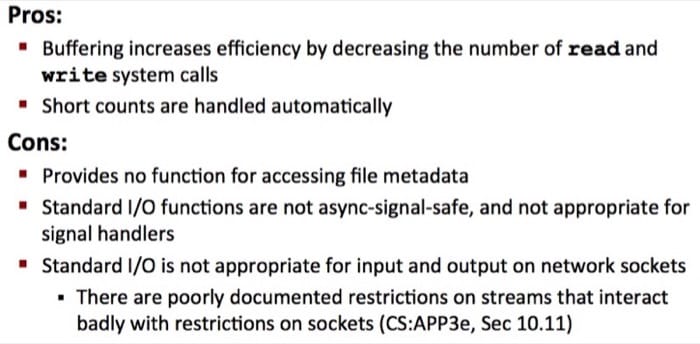 Pros:
▪ Buffering increases efficiency by decreasing the number of read and
write system calls
▪ Short counts are handled automatically
Cons:
▪ Provides no function for accessing file metadata
▪ Standard I/O functions are not async-signal-safe, and not appropriate for
signal handlers
▪ Standard I/O is not appropriate for input and output on network sockets
▪ There are poorly documented restrictions on streams that interact
badly with restrictions on sockets (CS:APP3e, Sec 10.11)